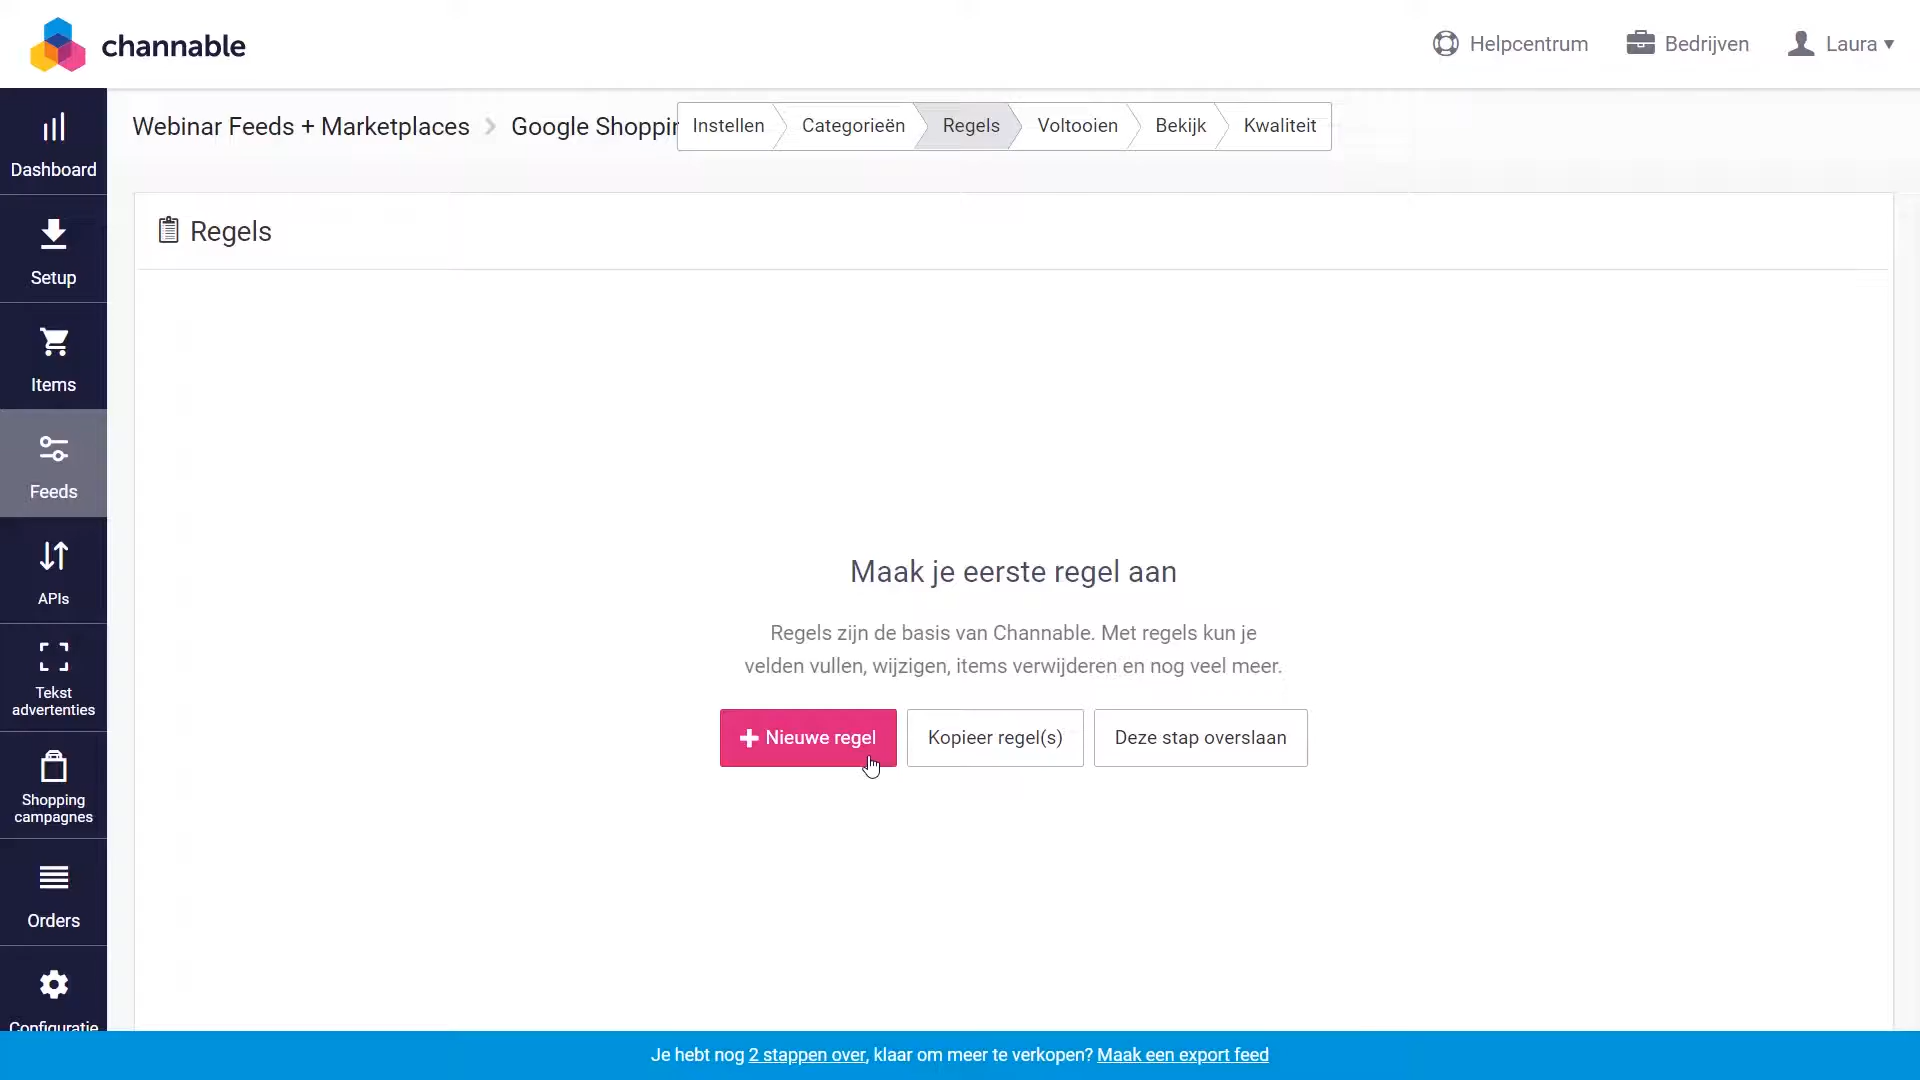 channable
Helpcentrum
Bedrijven
Laura ▾
Webinar Feeds + Marketplaces
Google Shoppin
Instellen
Categorieën
Regels
Voltooien
Bekijk
Kwaliteit
Dashboard
Setup
Items
Feeds
APIs
Tekst
advertenties
Shopping
campagnes
Orders
Configuratie
Regels
Maak je eerste regel aan
Regels zijn de basis van Channable. Met regels kun je
velden vullen, wijzigen, items verwijderen en nog veel meer.
Nieuwe regel
Kopieer regel(s)
Deze stap overslaan
Je hebt nog 2 stappen over, klaar om meer te verkopen? Maak een export feed